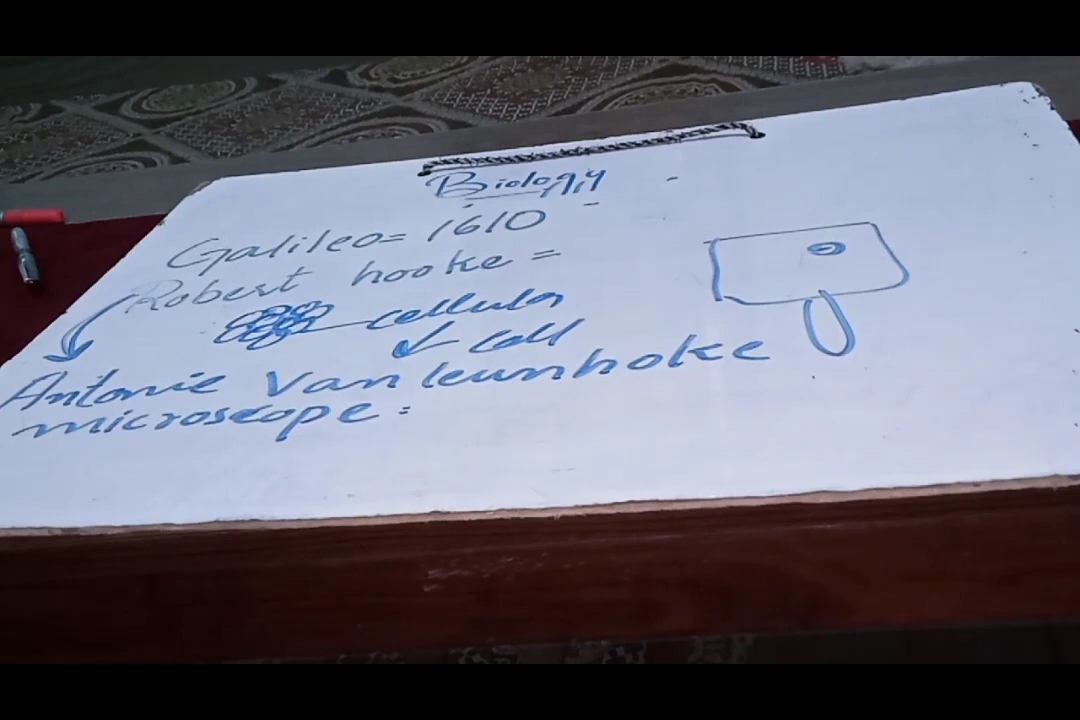 Biology
Galileo= 1610
Robert hooke =
cellula
cell
Antonie Van leunhoke
microscope: